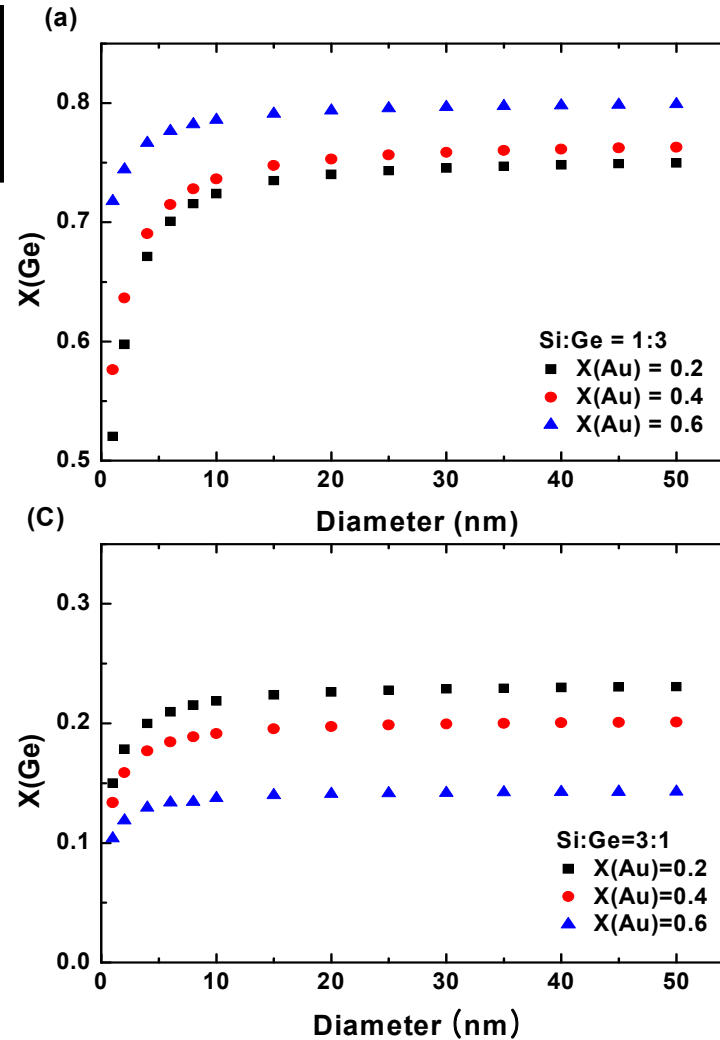 (a)
0.8
0.7
0.6
0.5
X(Ge)
Si:Ge = 1:3
X(Au) = 0.2
X(Au) = 0.4
X(Au) = 0.6
0 10 20 30 40 50
Diameter (nm)
(C)
0.3
0.2
0.1
0.0
X(Ge)
Si:Ge=3:1
X(Au)=0.2
X(Au)=0.4
X(Au)=0.6
0 10 20 30 40 50
Diameter (nm)